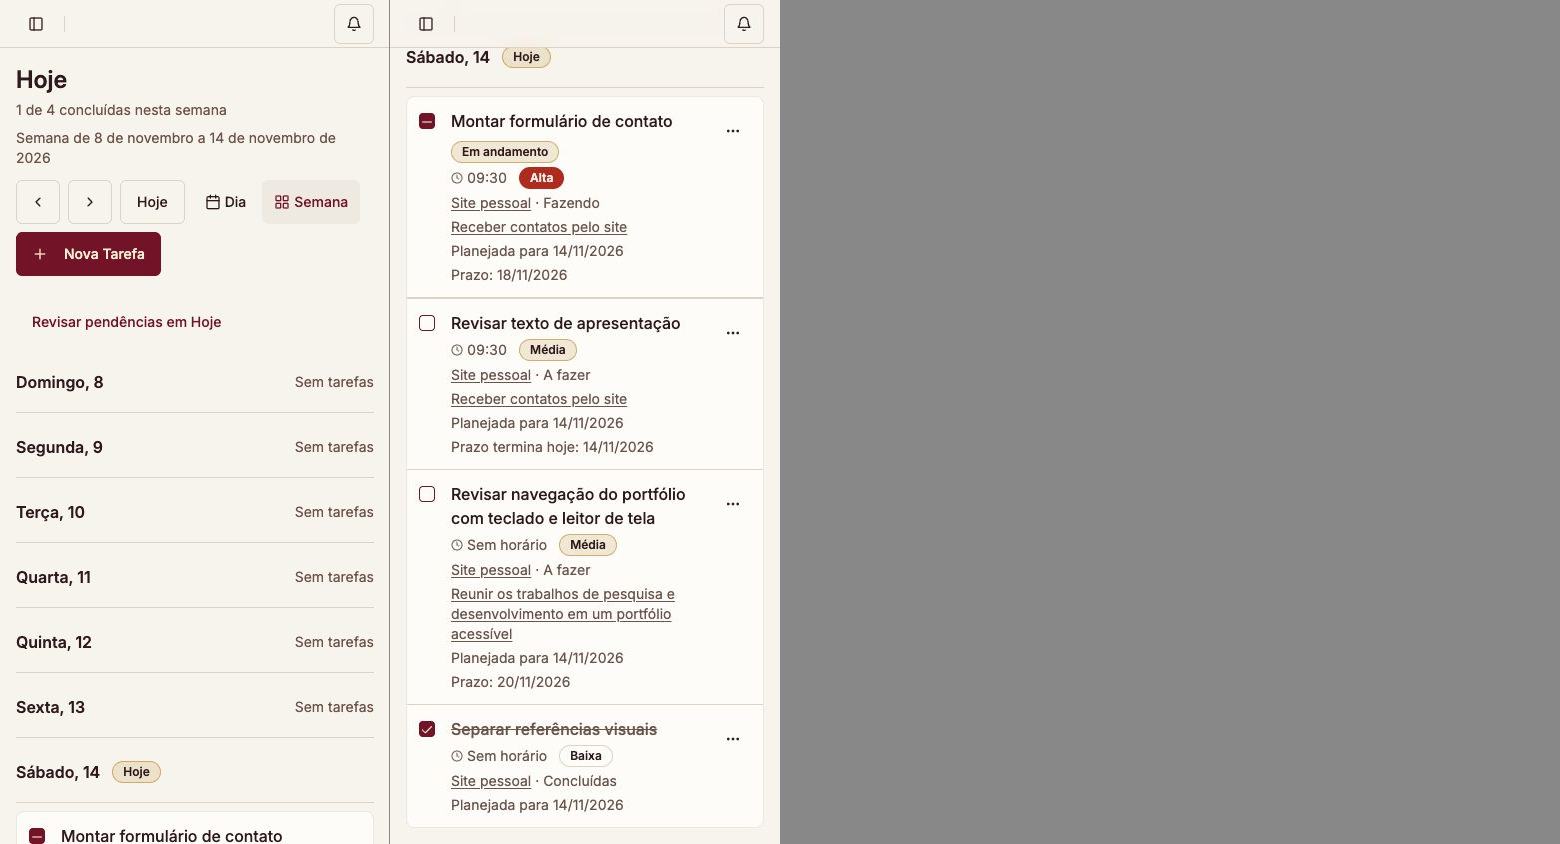 Hoje
1 de 4 concluídas nesta semana
Semana de 8 de novembro a 14 de novembro de
2026
Hoje
Dia
Semana
Nova Tarefa
Revisar pendências em Hoje
Domingo, 8
Sem tarefas
Segunda, 9
Sem tarefas
Terça, 10
Sem tarefas
Quarta, 11
Sem tarefas
Quinta, 12
Sem tarefas
Sexta, 13
Sem tarefas
Sábado, 14
Hoje
Montar formulário de contato
Sábado, 14
Hoje
Montar formulário de contato
Em andamento
09:30
Alta
Site pessoal · Fazendo
Receber contatos pelo site
Planejada para 14/11/2026
Prazo: 18/11/2026
Revisar texto de apresentação
09:30
Média
Site pessoal · A fazer
Receber contatos pelo site
Planejada para 14/11/2026
Prazo termina hoje: 14/11/2026
Revisar navegação do portfólio
com teclado e leitor de tela
Sem horário
Média
Site pessoal · A fazer
Reunir os trabalhos de pesquisa e
desenvolvimento em um portfólio
acessível
Planejada para 14/11/2026
Prazo: 20/11/2026
Separar referências visuais
Sem horário
Baixa
Site pessoal · Concluídas
Planejada para 14/11/2026